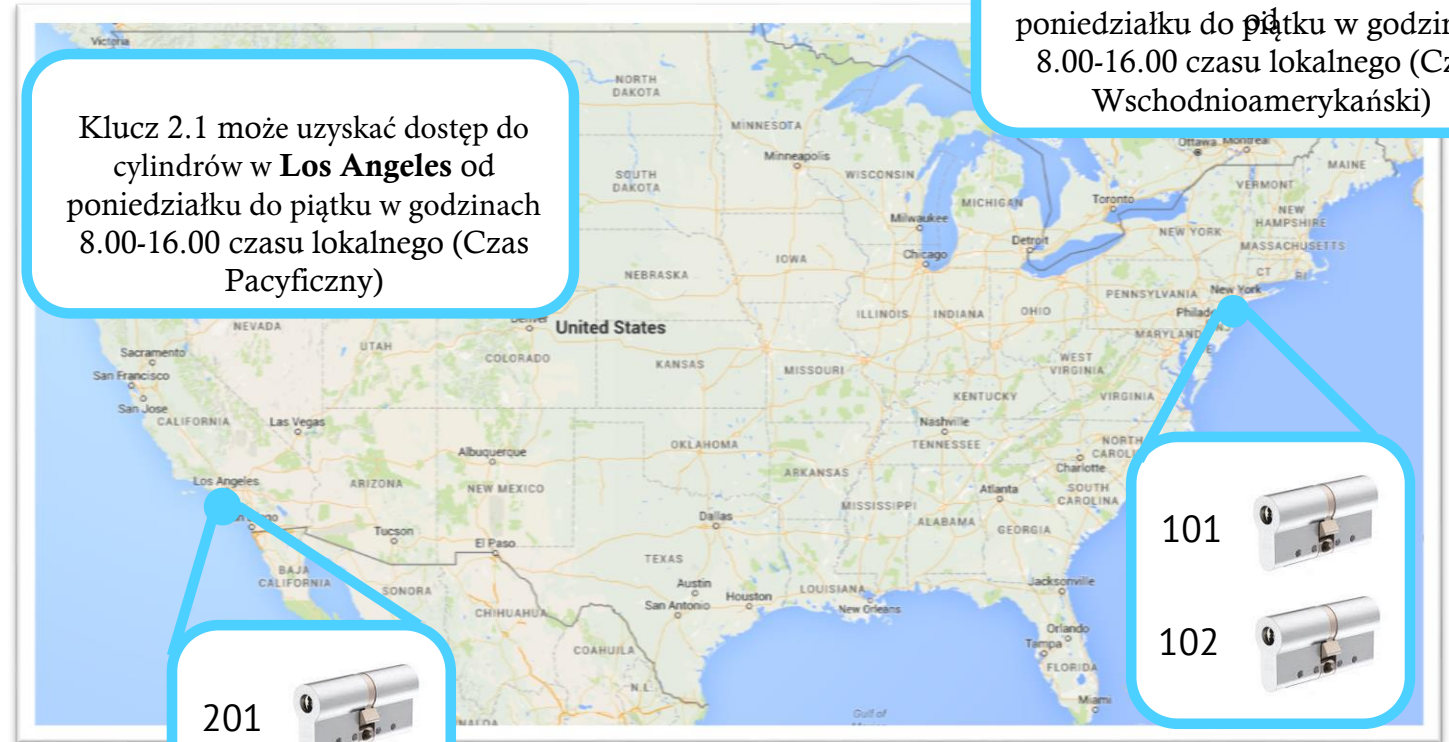 Klucz 2.1 może uzyskać dostęp do
cylindrów w Los Angeles od
poniedziałku do piątku w godzinach
8.00-16.00 czasu lokalnego (Czas
Pacyficzny)
od
poniedziałku do piątku w
8.00-16.00 czasu lokalnego
Wschodnioamerykański)
Victoria
NORTH
DAKOTA
MINNESOTA
Minneapolis
SOUTH
DAKOTA
WISCONSIN
Milwaukee
MICHIGAN
Detroit
Chicago
Toronto
Ottawa
Montreal
MAINE
VERMONT
NEW
HAMPSHIRE
NEW YORK
MASSACHUSETTS
CT
RI
PENNSYLVANIA
New York
MARYLAND
IOWA
NEBRASKA
ILLINOIS
INDIANA
OHIO
WEST
VIRGINIA
VIRGINIA
KENTUCKY
NEVADA
UTAH
COLORADO
United States
KANSAS
MISSOURI
Sacramento
San Francisco
San Jose
CALIFORNIA
Las Vegas
Los Angeles
ARIZONA
Albuquerque
NEW MEXICO
OKLAHOMA
ARKANSAS
Nashville
TENNESSEE
NORTH
Charlotte
SOUTH
CAROLINA
Atlanta
MISSISSIPPI
ALABAMA
GEORGIA
Tucson
El Paso
Dallas
TEXAS
Austin
San Antonio
Houston
LOUISIANA
New Orleans
Jacksonville
Orlando
Tampa
FLORIDA
Miami
BAJA
CALIFORNIA
SONORA
CHIHUAHUA
COAHUILA
N.L.
Gulf of
101
102
201